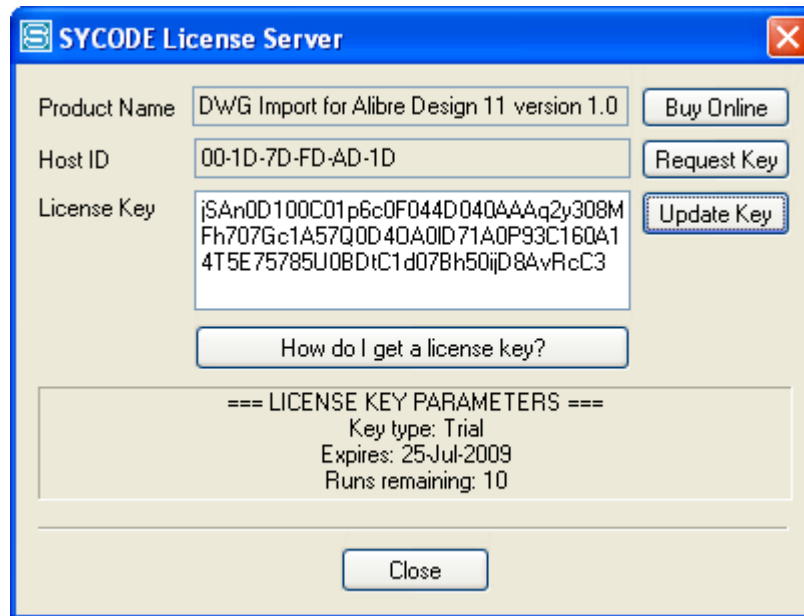 SYCODE License Server
Product Name DWG Import for Alibre Design 11 version 1.0 Buy Online
Host ID 00-1D-7D-FD-AD-1D Request Key
License Key jSAn0D100C01p6c0F044D040AAAq2y308M Update Key
Fh707Gc1A57Q0D4OA0ID71A0P93C160A1
4T5E75785U0BDtC1d07Bh50ijD8AvRcC3
How do I get a license key?
=== LICENSE KEY PARAMETERS ===
Key type: Trial
Expires: 25-Jul-2009
Runs remaining: 10
Close